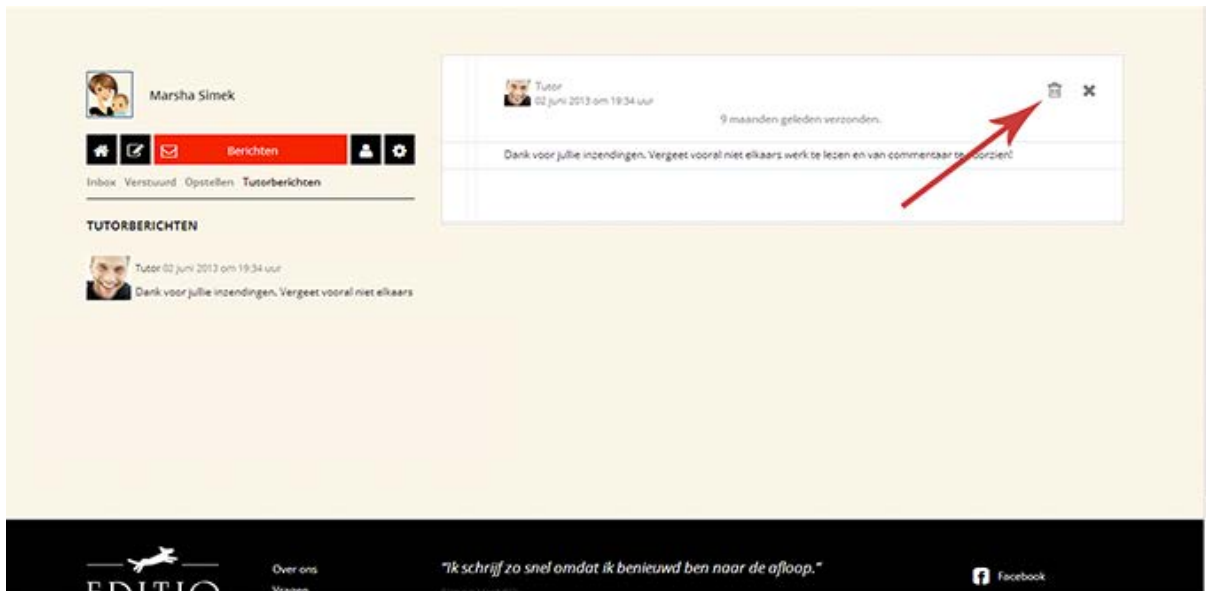 Marsha Simek
Berichten
Inbox Verstuurd Opstellen Tutorberichten
TUTORBERICHTEN
Tutor 02 juni 2013 om 19:34 uur
Dank voor jullie inzendingen. Vergeet vooral niet elkaars
Tutor
02 juni 2013 om 19:34 uur
9 maanden geleden verzonden.
Dank voor jullie inzendingen. Vergeet vooral niet elkaars werk te lezen en van commentaar te voorzien!
EDITIO
Over ons
Vragen
"Ik schrijf zo snel omdat ik benieuwd ben naar de afloop."
Facebook